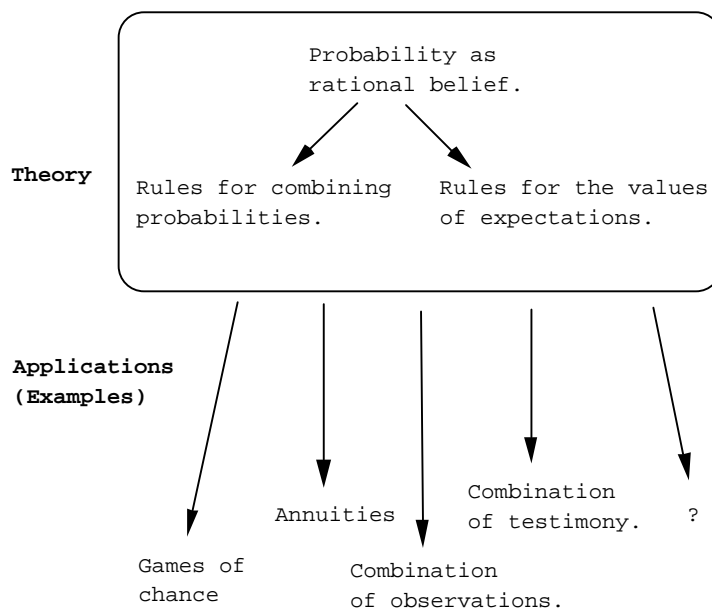 Probability as
rational belief.
Theory
Rules for combining
probabilities.
Rules for the values
of expectations.
Applications
(Examples)
Games of
chance
Annuities
Combination
of observations.
Combination
of testimony.
?